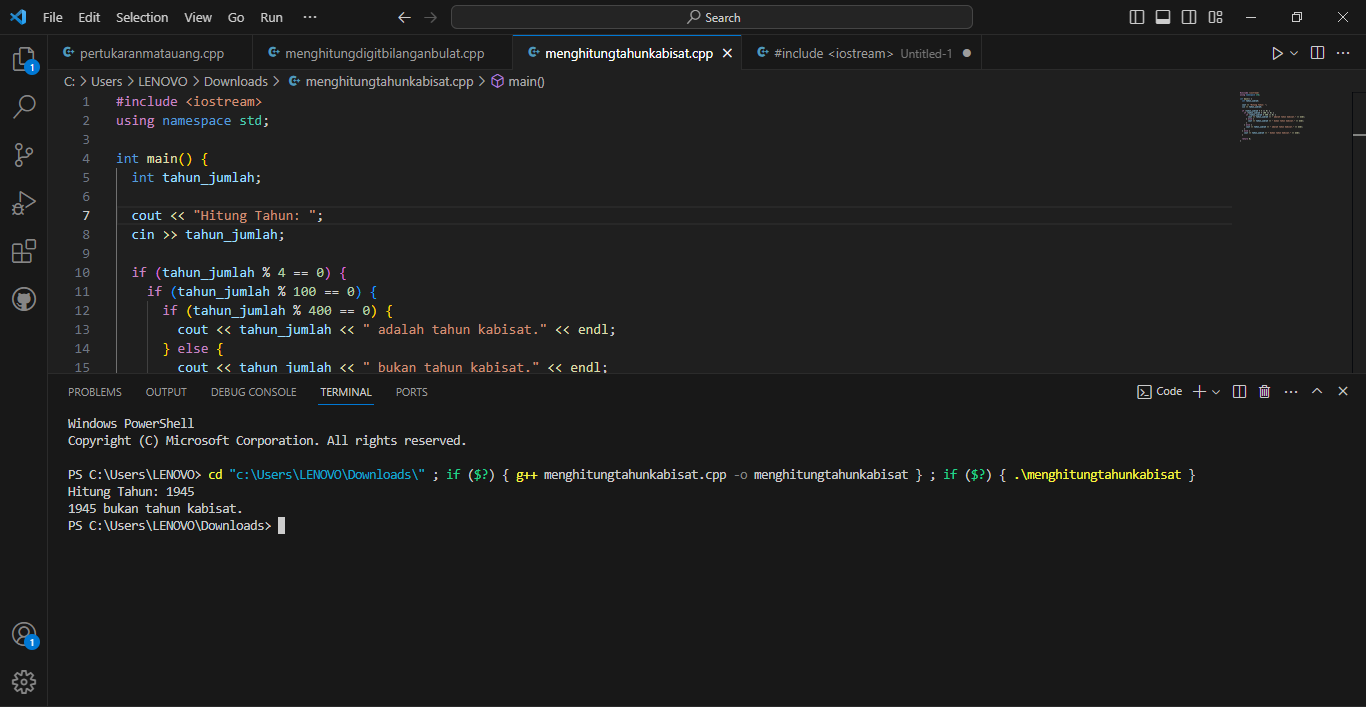 File Edit Selection View Go Run ··· Search
pertukaranmatauang.cpp menghitungdigitbilanganbulat.cpp menghitungtahunkabisat.cpp #include <iostream> Untitled-1
C: > Users > LENOVO > Downloads > menghitungtahunkabisat.cpp > main()
1 #include <iostream>
2 using namespace std;
3
4 int main() {
5 int tahun_jumlah;
6
7 cout << "Hitung Tahun: ";
8 cin >> tahun_jumlah;
9
10 if (tahun_jumlah % 4 == 0) {
11 if (tahun_jumlah % 100 == 0) {
12 if (tahun_jumlah % 400 == 0) {
13 cout << tahun_jumlah << " adalah tahun kabisat." << endl;
14 } else {
15 cout << tahun_jumlah << " bukan tahun kabisat." << endl;
PROBLEMS OUTPUT DEBUG CONSOLE TERMINAL PORTS Code
Windows PowerShell
Copyright (C) Microsoft Corporation. All rights reserved.
PS C:\Users\LENOVO> cd "c:\Users\LENOVO\Downloads\" ; if ($?) { g++ menghitungtahunkabisat.cpp -o menghitungtahunkabisat } ; if ($?) { .\menghitungtahunkabisat }
Hitung Tahun: 1945
1945 bukan tahun kabisat.
PS C:\Users\LENOVO\Downloads>
1
1